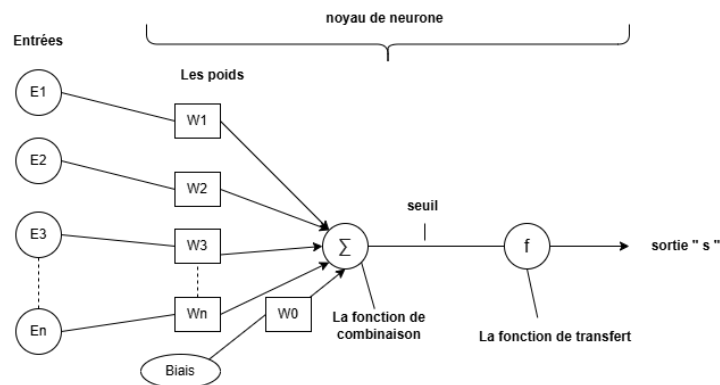 noyau de neurone
Entrées
Les poids
E1
W1
E2
W2
seuil
E3
W3
∑
f
sortie " s "
En
Wn
W0
La fonction de
combinaison
La fonction de transfert
Biais